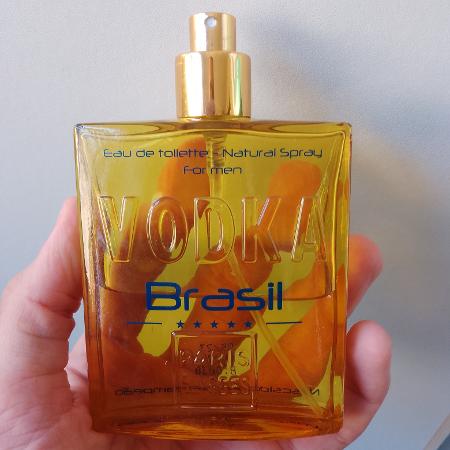 Eau de toilette - Natural Spray
For men
VODKA
Brasil
PARIS